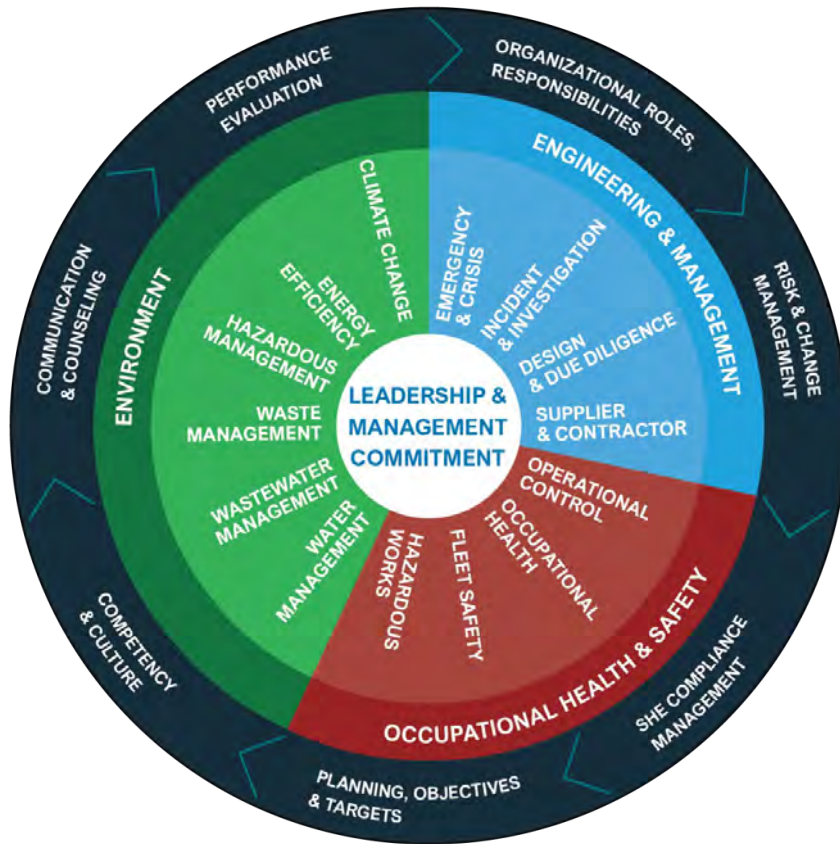 PERFORMANCE
EVALUATION
ORGANIZATIONAL ROLES,
RESPONSIBILITIES
RISK & CHANGE
MANAGEMENT
SHE COMPLIANCE
MANAGEMENT
PLANNING, OBJECTIVES
& TARGETS
COMPETENCY
& CULTURE
COMMUNICATION
& COUNSELING
ENGINEERING & MANAGEMENT
EMERGENCY
& CRISIS
INCIDENT
& INVESTIGATION
DESIGN
& DUE DILIGENCE
SUPPLIER
& CONTRACTOR
OCCUPATIONAL HEALTH & SAFETY
OPERATIONAL
CONTROL
OCCUPATIONAL
HEALTH
FLEET SAFETY
HAZARDOUS
WORKS
ENVIRONMENT
WATER
MANAGEMENT
WASTEWATER
MANAGEMENT
WASTE
MANAGEMENT
HAZARDOUS
MANAGEMENT
ENERGY
EFFICIENCY
CLIMATE CHANGE
LEADERSHIP &
MANAGEMENT
COMMITMENT